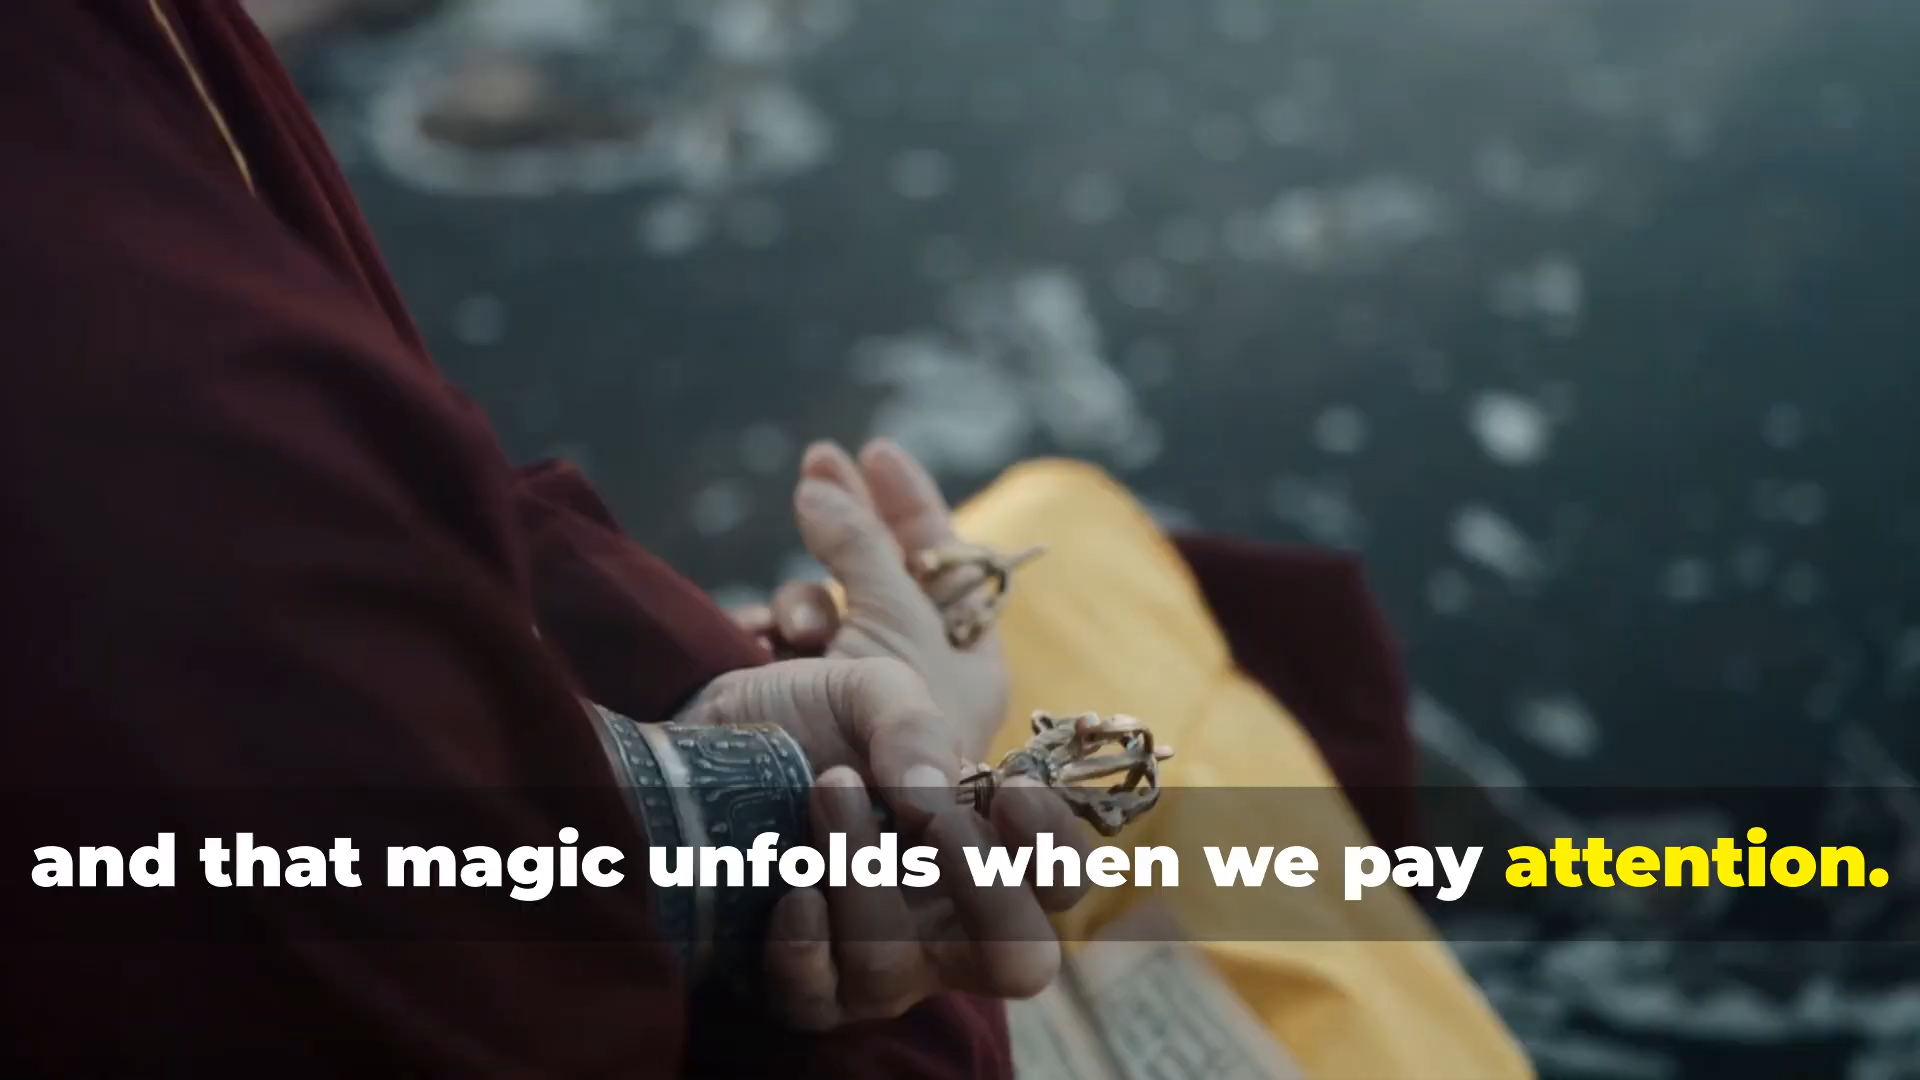 and that magic unfolds when we pay attention.